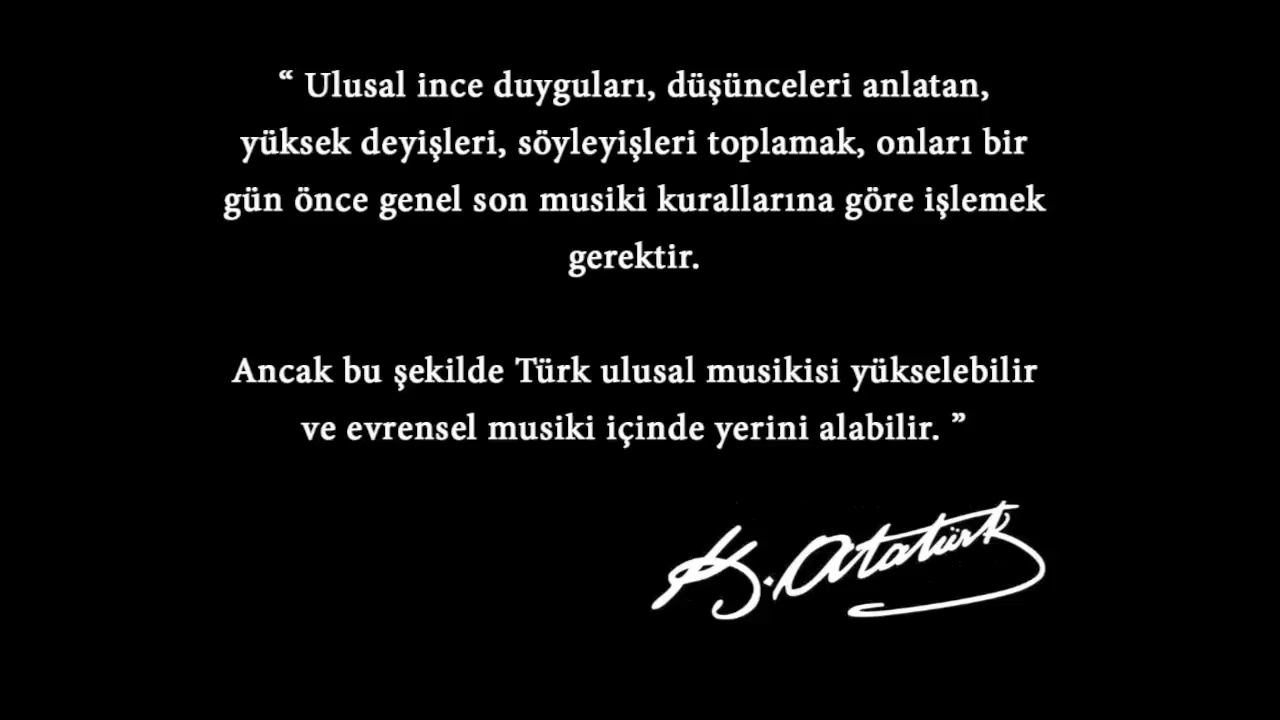 “ Ulusal ince duyguları, düşünceleri anlatan,
yüksek deyişleri, söyleyişleri toplamak, onları bir
gün önce genel son musiki kurallarına göre işlemek
gerektir.
Ancak bu şekilde Türk ulusal musikisi yükselebilir
ve evrensel musiki içinde yerini alabilir. ”
K. Atatürk